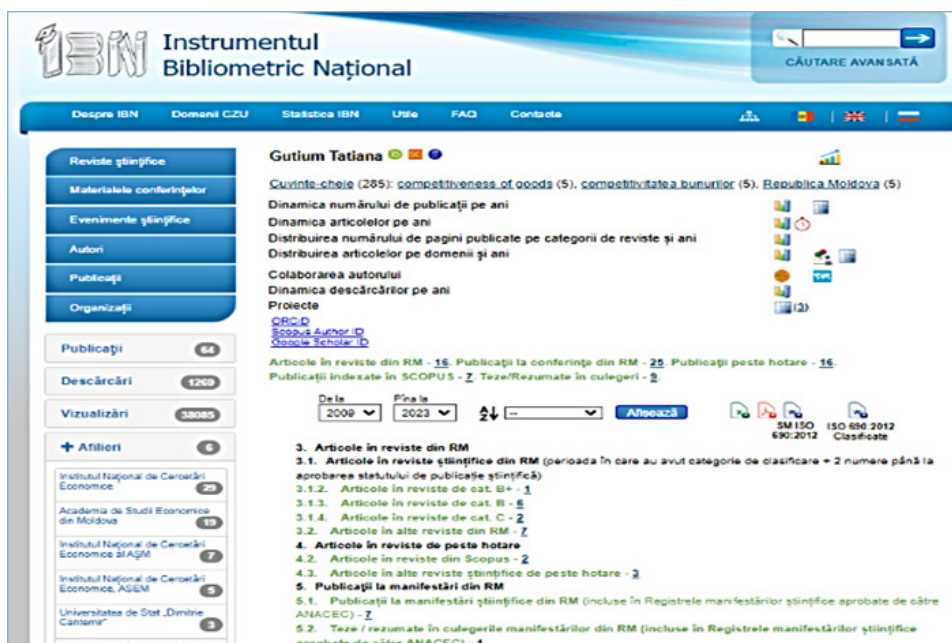 IBN Instrumentul
Bibliometric Național
CĂUTARE AVANSATĂ
Despre IBN Domenii CZU Statistica IBN Utile FAQ Contacte
Reviste științifice
Materialele conferințelor
Evenimente științifice
Autori
Publicații
Organizații
Publicații 64
Descărcări 1269
Vizualizări 38085
+ Afilieri 6
Institutul Național de Cercetări
Economice 29
Academia de Studii Economice
din Moldova 19
Institutul Național de Cercetări
Economice al AȘM 7
Institutul Național de Cercetări
Economice, ASEM 5
Universitatea de Stat „Dimitrie
Cantemir” 3
Gutium Tatiana
Cuvinte-cheie (285): competitiveness of goods (5), competitivitatea bunurilor (5), Republica Moldova (5)
Dinamica numărului de publicații pe ani
Dinamica articolelor pe ani
Distribuirea numărului de pagini publicate pe categorii de reviste și ani
Distribuirea articolelor pe domenii și ani
Colaborarea autorului
Dinamica descărcărilor pe ani
Proiecte (3)
ORCID
Scopus Author ID
Google Scholar ID
Articole în reviste din RM - 16. Publicații la conferințe din RM - 25. Publicații peste hotare - 16.
Publicații indexate în SCOPUS - 7. Teze/Rezumate în culegeri - 9.
De la Pîna la
2009 2023 -- Afișează
SM ISO ISO 690:2012
690:2012 Clasificate
3. Articole în reviste din RM
3.1. Articole în reviste științifice din RM (perioada în care au avut categorie de clasificare + 2 numere până la
aprobarea statutului de publicație științifică)
3.1.2. Articole în reviste de cat. B+ - 1
3.1.3. Articole în reviste de cat. B - 6
3.1.4. Articole în reviste de cat. C - 2
3.2. Articole în alte reviste din RM - 7
4. Articole în reviste de peste hotare
4.2. Articole în reviste din Scopus - 2
4.3. Articole în alte reviste științifice de peste hotare - 3
5. Publicații la manifestări din RM
5.1. Publicații la manifestări științifice din RM (incluse în Registrele manifestărilor științifice aprobate de către
ANACEC) - 7
5.2. Teze / rezumate în culegerile manifestărilor din RM (incluse în Registrele manifestărilor științifice
aprobate de către ANACEC) - 1